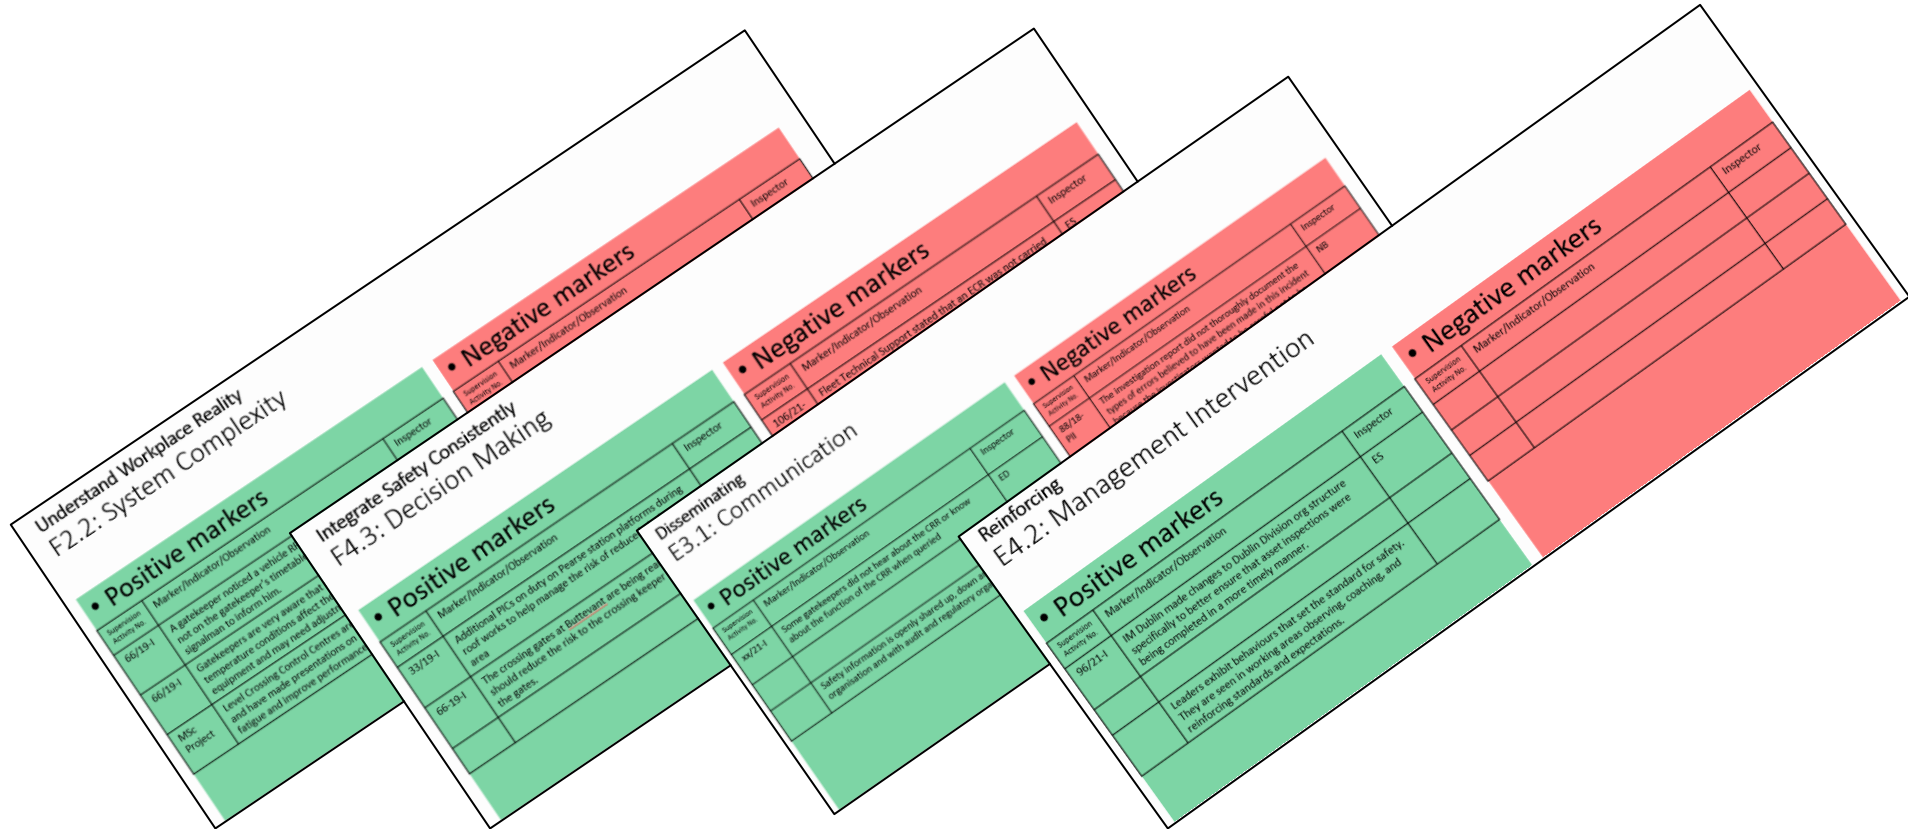 Understand Workplace Reality
F2.2: System Complexity
• Positive markers
Supervision
Activity No.
Marker/Indicator/Observation
Inspector
66/19-I
A gatekeeper noticed a vehicle
not on the gatekeeper's
signalman to inform him.
66/19-I
Gatekeepers are very aware that
temperature conditions affect
equipment and may need
MSc
Project
Level Crossing Control Centres
and have made presentations on
fatigue and improve performance
• Negative markers
Supervision
Activity No.
Marker/Indicator/Observation
Inspector
Integrate Safety Consistently
F4.3: Decision Making
• Positive markers
Supervision
Activity No.
Marker/Indicator/Observation
Inspector
33/19-I
Additional PICs on duty on Pearse station platforms during
of works to help manage the risk of
area
66-19-I
The crossing gates at Buttevant are being
should reduce the risk to the crossing keeper
the gates.
• Negative markers
Supervision
Activity No.
Marker/Indicator/Observation
Inspector
106/21-
Fleet Technical Support stated that an ECR was not carried
ES
Disseminating
E3.1: Communication
• Positive markers
Supervision
Activity No.
Marker/Indicator/Observation
Inspector
xx/21-I
Some gatekeepers did not hear about the CRR or know
about the function of the CRR when queried
ED
Safety information is openly shared up, down
organisation and with audit and regulatory
• Negative markers
Supervision
Activity No.
Marker/Indicator/Observation
Inspector
88/18-
PII
The investigation report did not thoroughly document the
types of errors believed to have been made in this incident
NB
Reinforcing
E4.2: Management Intervention
• Positive markers
Supervision
Activity No.
Marker/Indicator/Observation
Inspector
96/21-I
IM Dublin made changes to Dublin Division org structure
specifically to better ensure that asset inspections were
being completed in a more timely manner.
ES
Leaders exhibit behaviours that set the standard for safety.
They are seen in working areas observing, coaching, and
reinforcing standards and expectations.
• Negative markers
Supervision
Activity No.
Marker/Indicator/Observation
Inspector